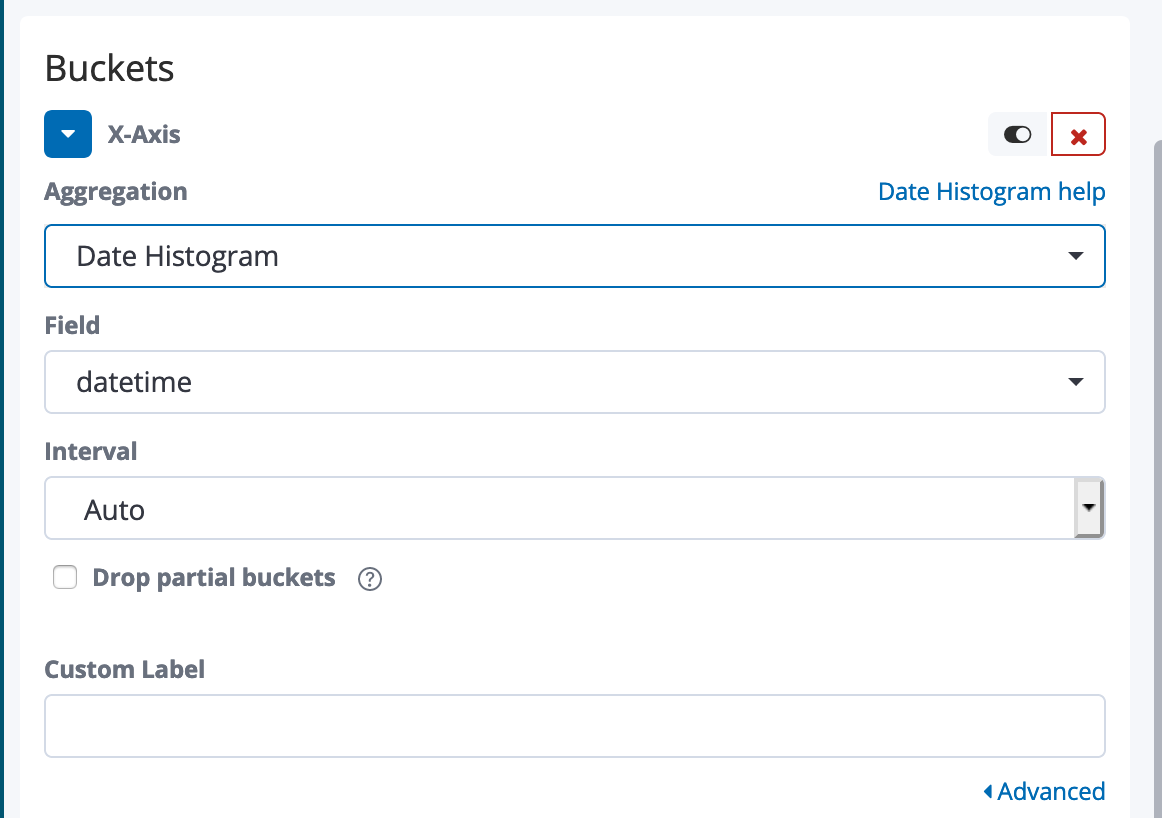 Buckets
X-Axis
Aggregation Date Histogram help
Date Histogram
Field
datetime
Interval
Auto
Drop partial buckets ?
Custom Label
Advanced